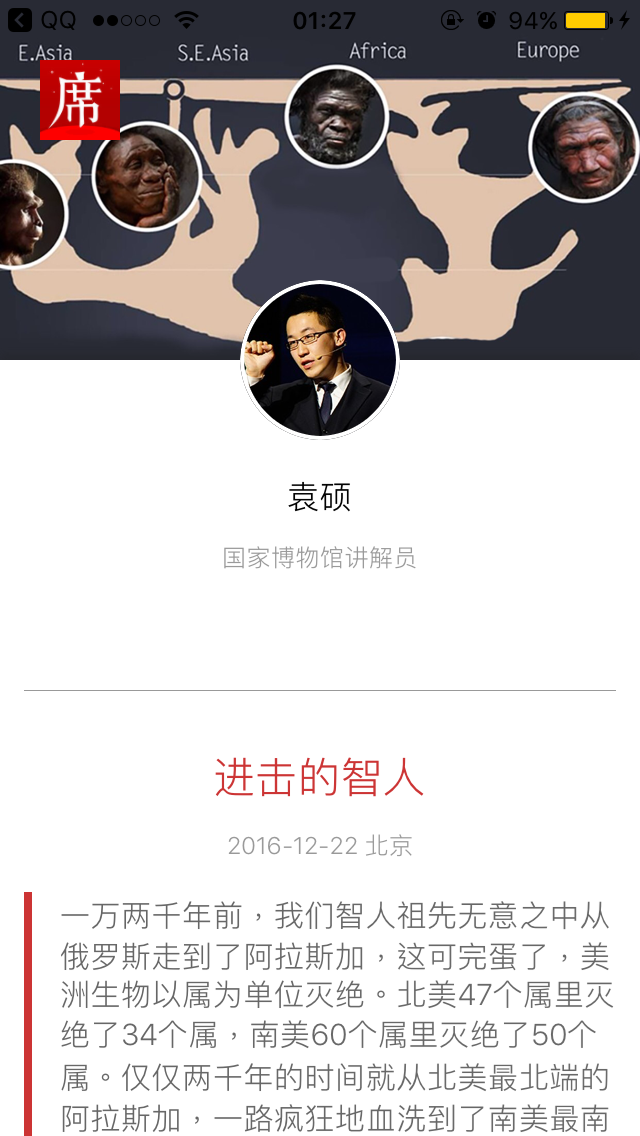 QQ 01:27 94%
E.Asia S.E.Asia Africa Europe
席
袁硕
国家博物馆讲解员
进击的智人
2016-12-22 北京
一万两千年前，我们智人祖先无意之中从
俄罗斯走到了阿拉斯加，这可完蛋了，美
洲生物以属为单位灭绝。北美47个属里灭
绝了34个属，南美60个属里灭绝了50个
属。仅仅两千年的时间就从北美最北端的
阿拉斯加，一路疯狂地血洗到了南美最南